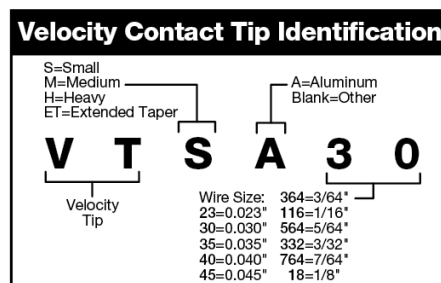 Velocity Contact Tip Identification
S=Small
M=Medium
H=Heavy
ET=Extended Taper
A=Aluminum
Blank=Other
V T S A 3 0
Velocity
Tip
Wire Size: 364=3/64"
23=0.023" 116=1/16"
30=0.030" 564=5/64"
35=0.035" 332=3/32"
40=0.040" 764=7/64"
45=0.045" 18=1/8"